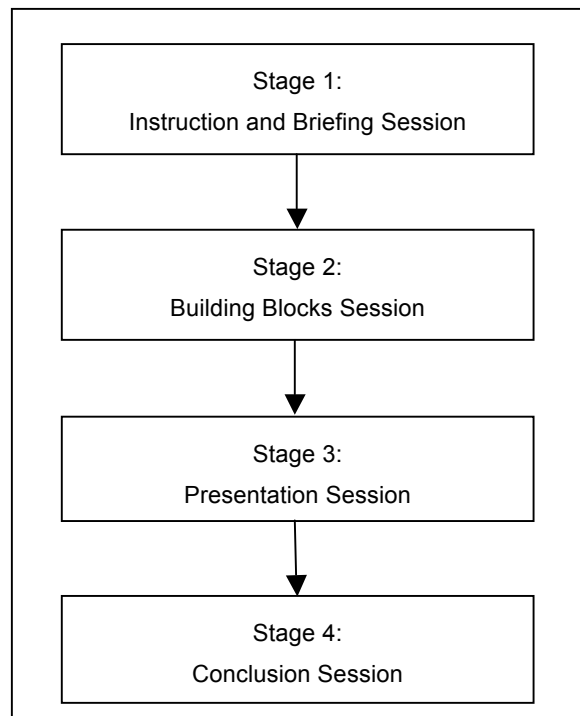 Stage 1:
Instruction and Briefing Session
Stage 2:
Building Blocks Session
Stage 3:
Presentation Session
Stage 4:
Conclusion Session